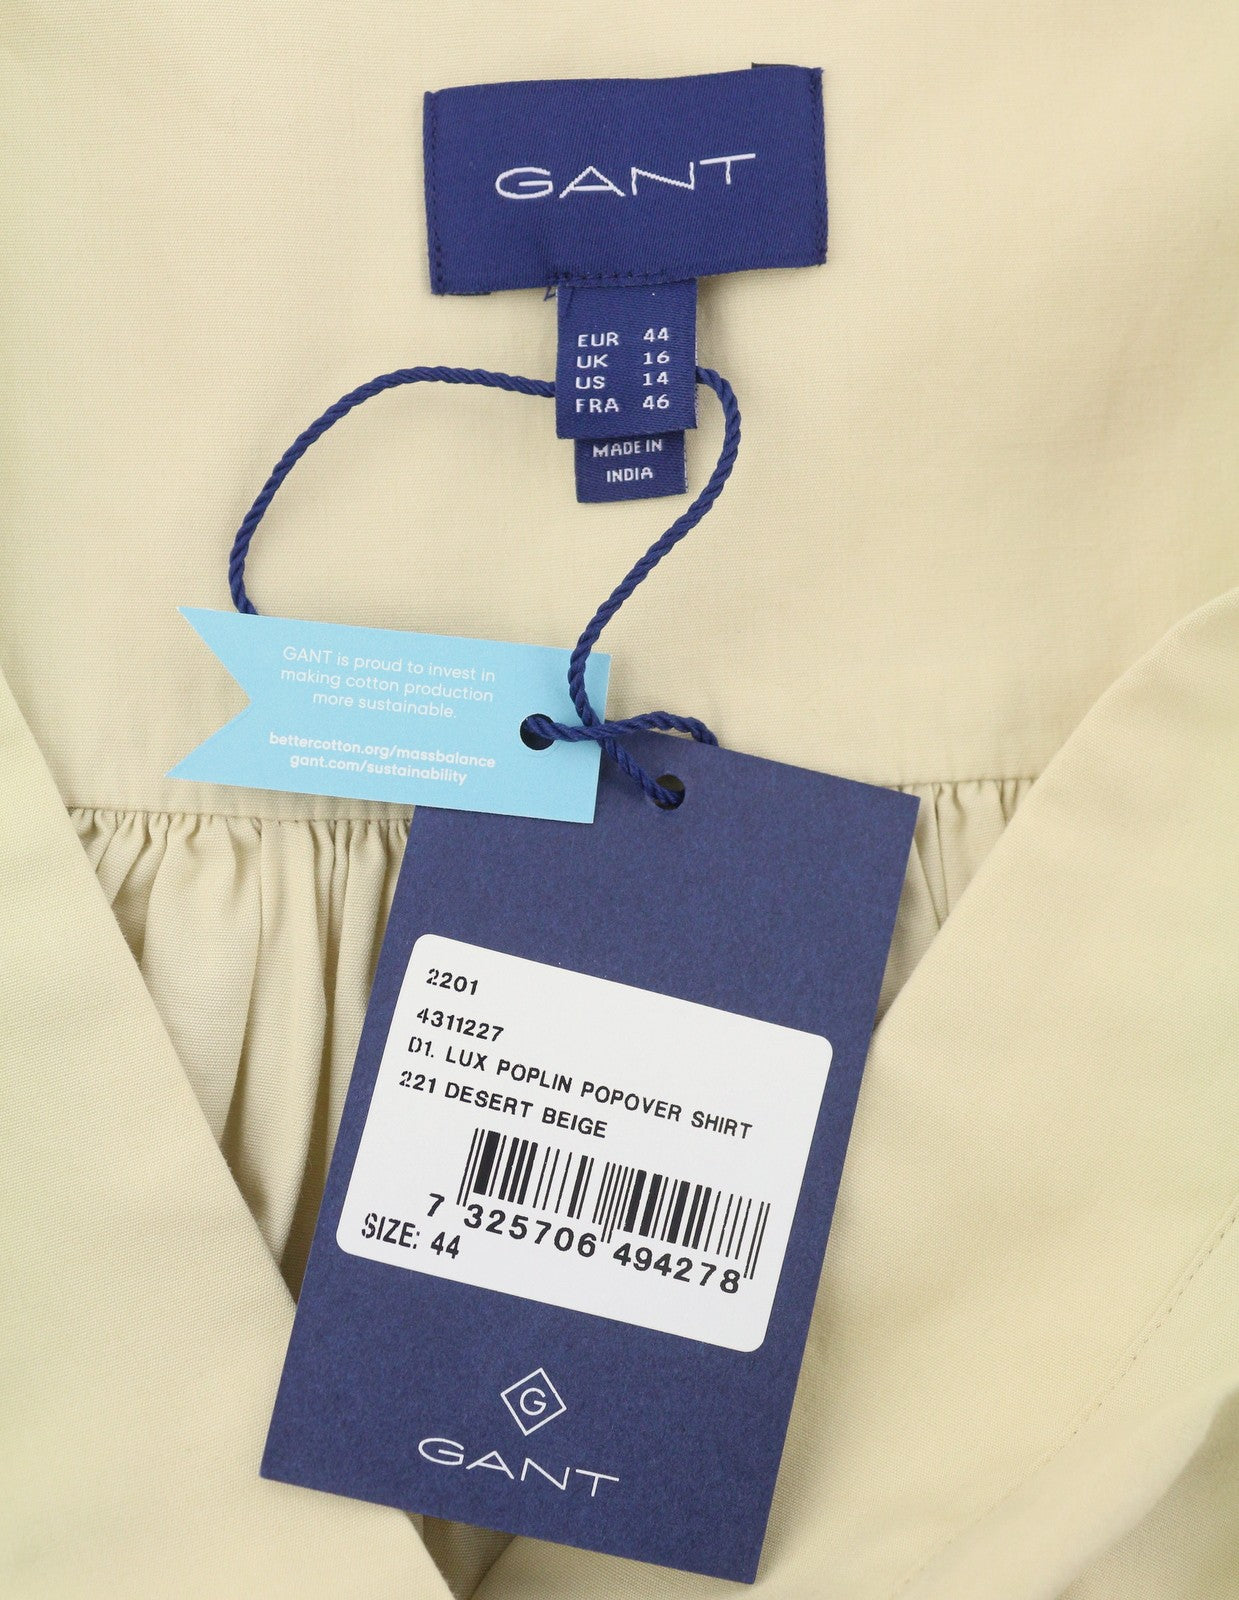 GANT
EUR 44
UK 16
US 14
FRA 46
MADE IN
INDIA
GANT is proud to invest in
making cotton production
more sustainable.
bettercotton.org/massbalance
gant.com/sustainability
2201
4311227
D1. LUX POPLIN POPOVER SHIRT
221 DESERT BEIGE
7 325706 494278
SIZE: 44
G
GANT